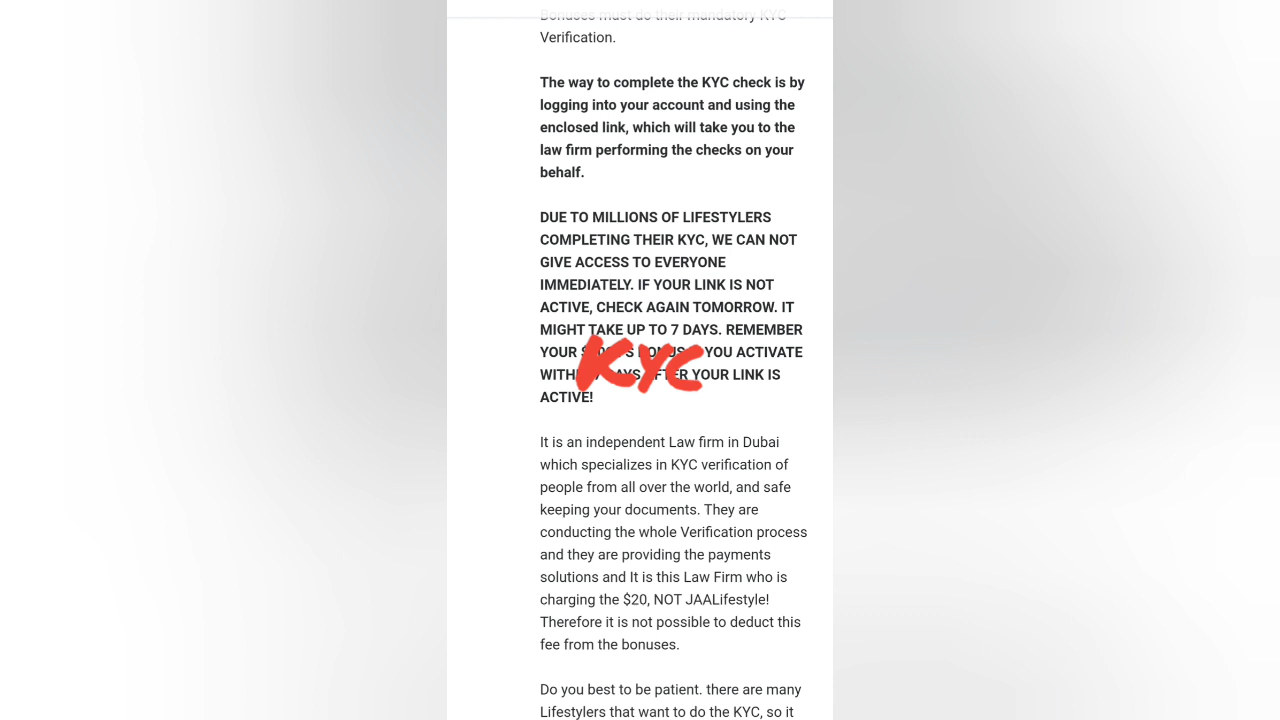 Bonuses must do their mandatory KYC
Verification.
The way to complete the KYC check is by
logging into your account and using the
enclosed link, which will take you to the
law firm performing the checks on your
behalf.
DUE TO MILLIONS OF LIFESTYLERS
COMPLETING THEIR KYC, WE CAN NOT
GIVE ACCESS TO EVERYONE
IMMEDIATELY. IF YOUR LINK IS NOT
ACTIVE, CHECK AGAIN TOMORROW. IT
MIGHT TAKE UP TO 7 DAYS. REMEMBER
YOUR YOU ACTIVATE
KYC
YOUR LINK IS
ACTIVE!
It is an independent Law firm in Dubai
which specializes in KYC verification of
people from all over the world, and safe
keeping your documents. They are
conducting the whole Verification process
and they are providing the payments
solutions and It is this Law Firm who is
charging the $20, NOT JAALifestyle!
Therefore it is not possible to deduct this
fee from the bonuses.
Do you best to be patient. there are many
Lifestylers that want to do the KYC, so it